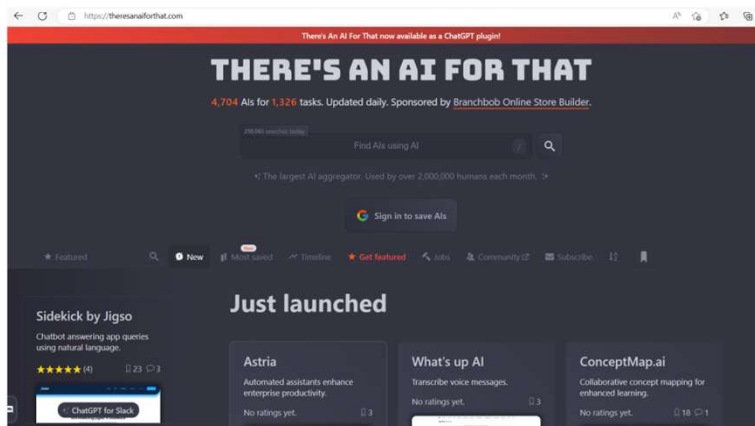 https://theresanaiforthat.com
There's An AI For That now available as a ChatGPT plugin!
THERE'S AN AI FOR THAT
4,704 AIs for 1,326 tasks. Updated daily. Sponsored by Branchbob Online Store Builder.
searches today
Find AIs using AI
/
The largest AI aggregator. Used by over 2,000,000 humans each month.
Sign in to save AIs
New
Featured
New
Most saved
Timeline
Get featured
Jobs
Community
Subscribe
Just launched
Sidekick by Jigso
Chatbot answering app queries
using natural language.
(4) 23 3
ChatGPT for Slack
Astria
Automated assistants enhance
enterprise productivity.
No ratings yet. 3
What's up AI
Transcribe voice messages.
No ratings yet. 3
ConceptMap.ai
Collaborative concept mapping for
enhanced learning.
No ratings yet. 18 1